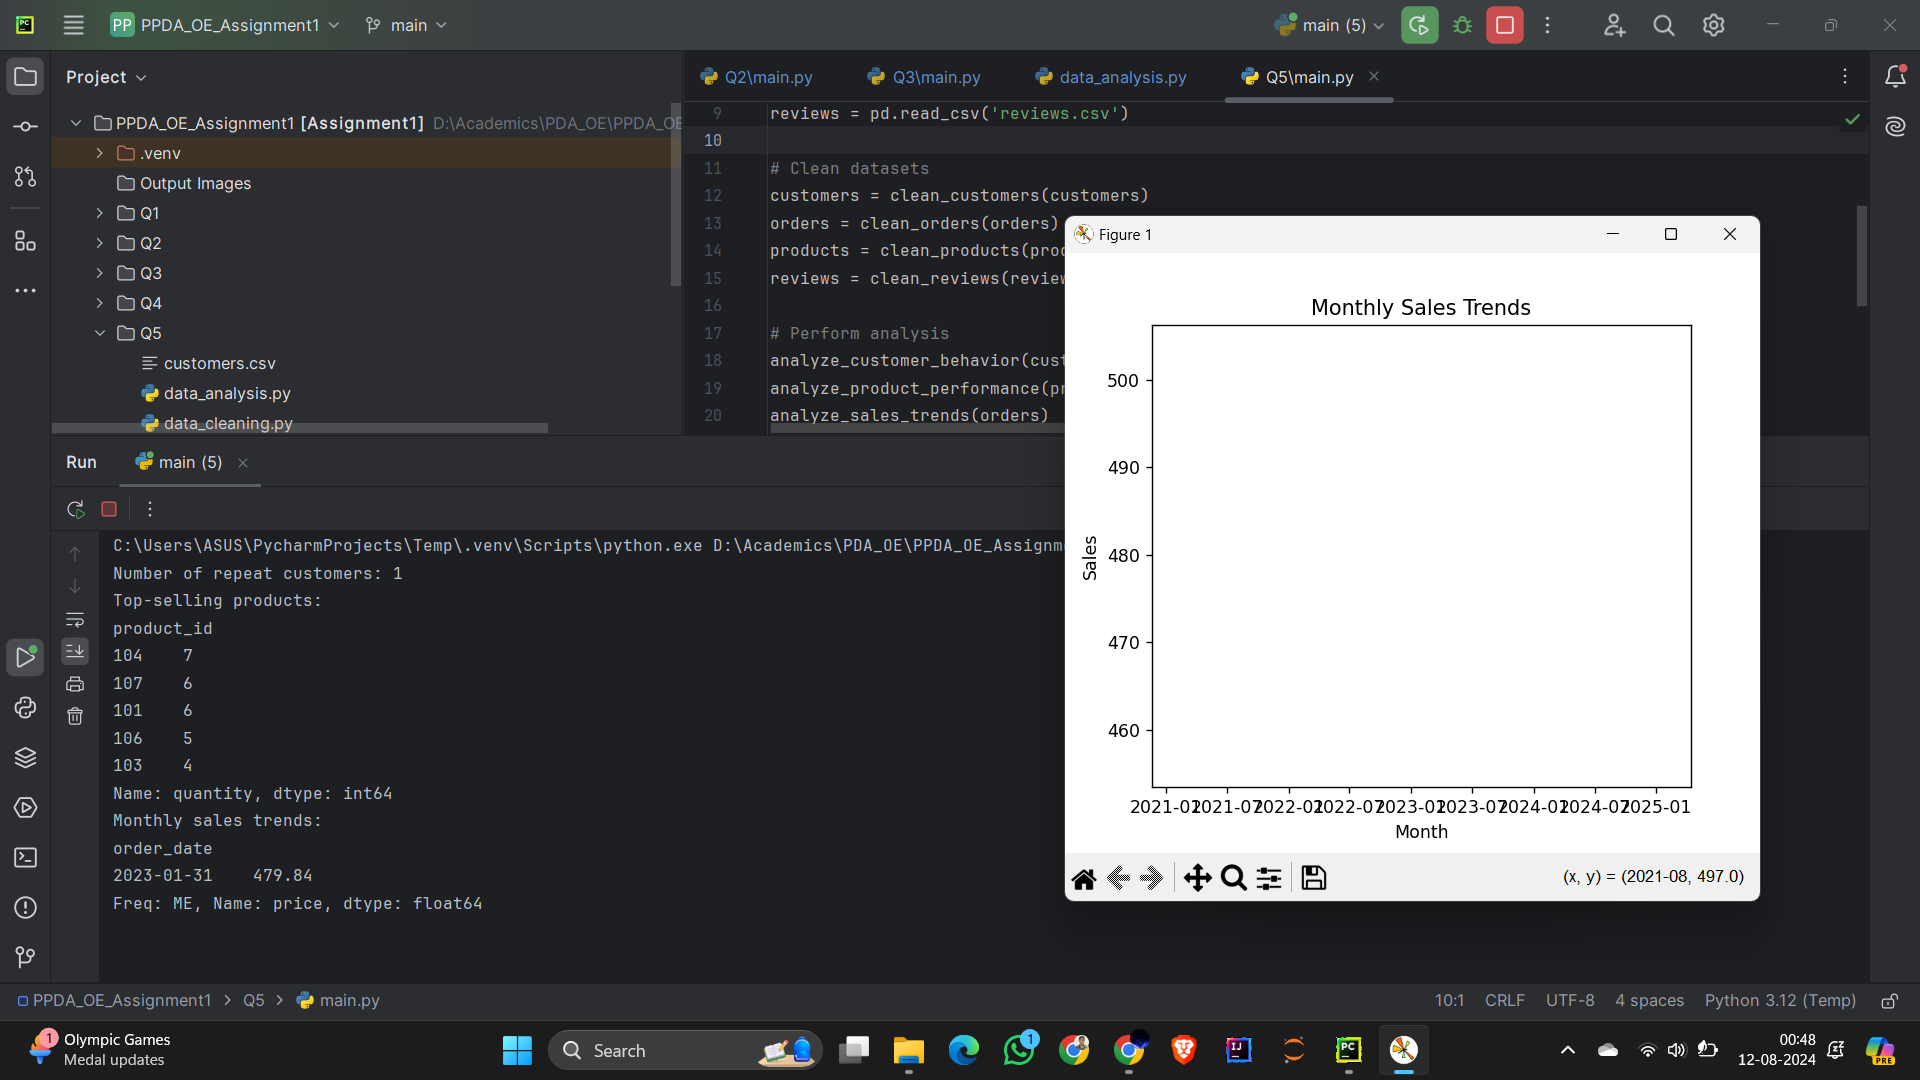 PC
PP PPDA_OE_Assignment1
main
main (5)
Project
Q2\main.py
Q3\main.py
data_analysis.py
Q5\main.py
PPDA_OE_Assignment1 [Assignment1] D:\Academics\PDA_OE\PPDA_OE
.venv
Output Images
Q1
Q2
Q3
Q4
Q5
customers.csv
data_analysis.py
data_cleaning.py
9 reviews = pd.read_csv('reviews.csv')
10
11 # Clean datasets
12 customers = clean_customers(customers)
13 orders = clean_orders(orders)
14 products = clean_products(pro
15 reviews = clean_reviews(review
16
17 # Perform analysis
18 analyze_customer_behavior(cust
19 analyze_product_performance(pr
20 analyze_sales_trends(orders)
Figure 1
Monthly Sales Trends
500
490
480
470
460
Sales
2021-01 2021-07 2022-01 2022-07 2023-01 2023-07 2024-01 2024-07 2025-01
Month
(x, y) = (2021-08, 497.0)
Run
main (5)
C:\Users\ASUS\PycharmProjects\Temp\.venv\Scripts\python.exe D:\Academics\PDA_OE\PPDA_OE_Assignm
Number of repeat customers: 1
Top-selling products:
product_id
104 7
107 6
101 6
106 5
103 4
Name: quantity, dtype: int64
Monthly sales trends:
order_date
2023-01-31 479.84
Freq: ME, Name: price, dtype: float64
PPDA_OE_Assignment1 > Q5 > main.py
10:1 CRLF UTF-8 4 spaces Python 3.12 (Temp)
1
Olympic Games
Medal updates
Search
1
IJ
PC
00:48
12-08-2024
PRE